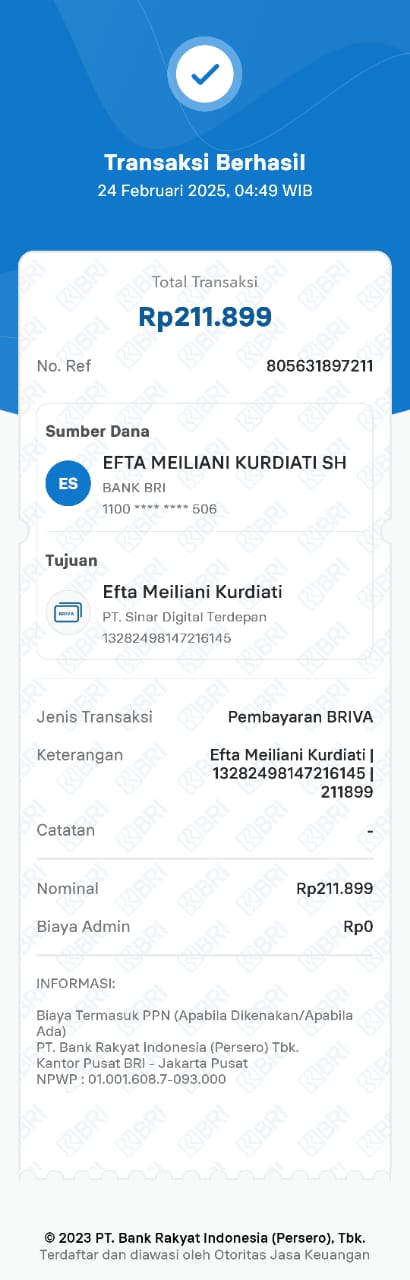 Transaksi Berhasil
24 Februari 2025, 04:49 WIB
Total Transaksi
Rp211.899
No. Ref 805631897211
Sumber Dana
ES
EFTA MEILIANI KURDIATI SH
BANK BRI
1100 **** **** 506
Tujuan
BRIVA
Efta Meiliani Kurdiati
PT. Sinar Digital Terdepan
13282498147216145
Jenis Transaksi Pembayaran BRIVA
Keterangan Efta Meiliani Kurdiati |
13282498147216145 |
211899
Catatan -
Nominal Rp211.899
Biaya Admin Rp0
INFORMASI:
Biaya Termasuk PPN (Apabila Dikenakan/Apabila
Ada)
PT. Bank Rakyat Indonesia (Persero) Tbk.
Kantor Pusat BRI - Jakarta Pusat
NPWP : 01.001.608.7-093.000
© 2023 PT. Bank Rakyat Indonesia (Persero), Tbk.
Terdaftar dan diawasi oleh Otoritas Jasa Keuangan